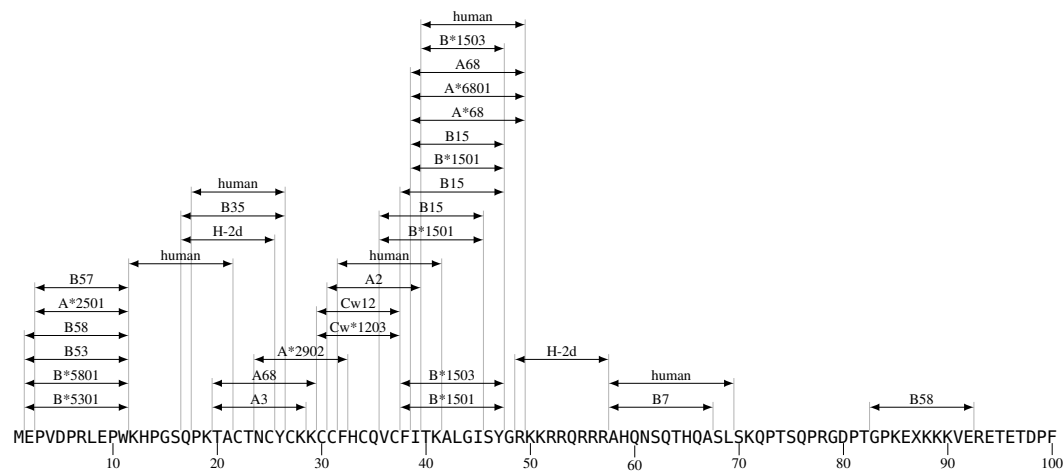 human
B*1503
A68
A*6801
A*68
B15
B*1501
human B15
B35 B15
H-2d B*1501
human human
B57 A2
A*2501 Cw12
B58 Cw*1203
B53 A*2902 H-2d
B*5801 A68 B*1503 human
B*5301 A3 B*1501 B7 B58
MEPVDPRLEPWKHPGSQPKTACTNCYCKKCCFHCQVCFITKALGISYGRKKRRQRRRAHQNSQTHQASLSKQPTSQPRGDPTGPKEXKKKVERETETDPF
10 20 30 40 50 60 70 80 90 100